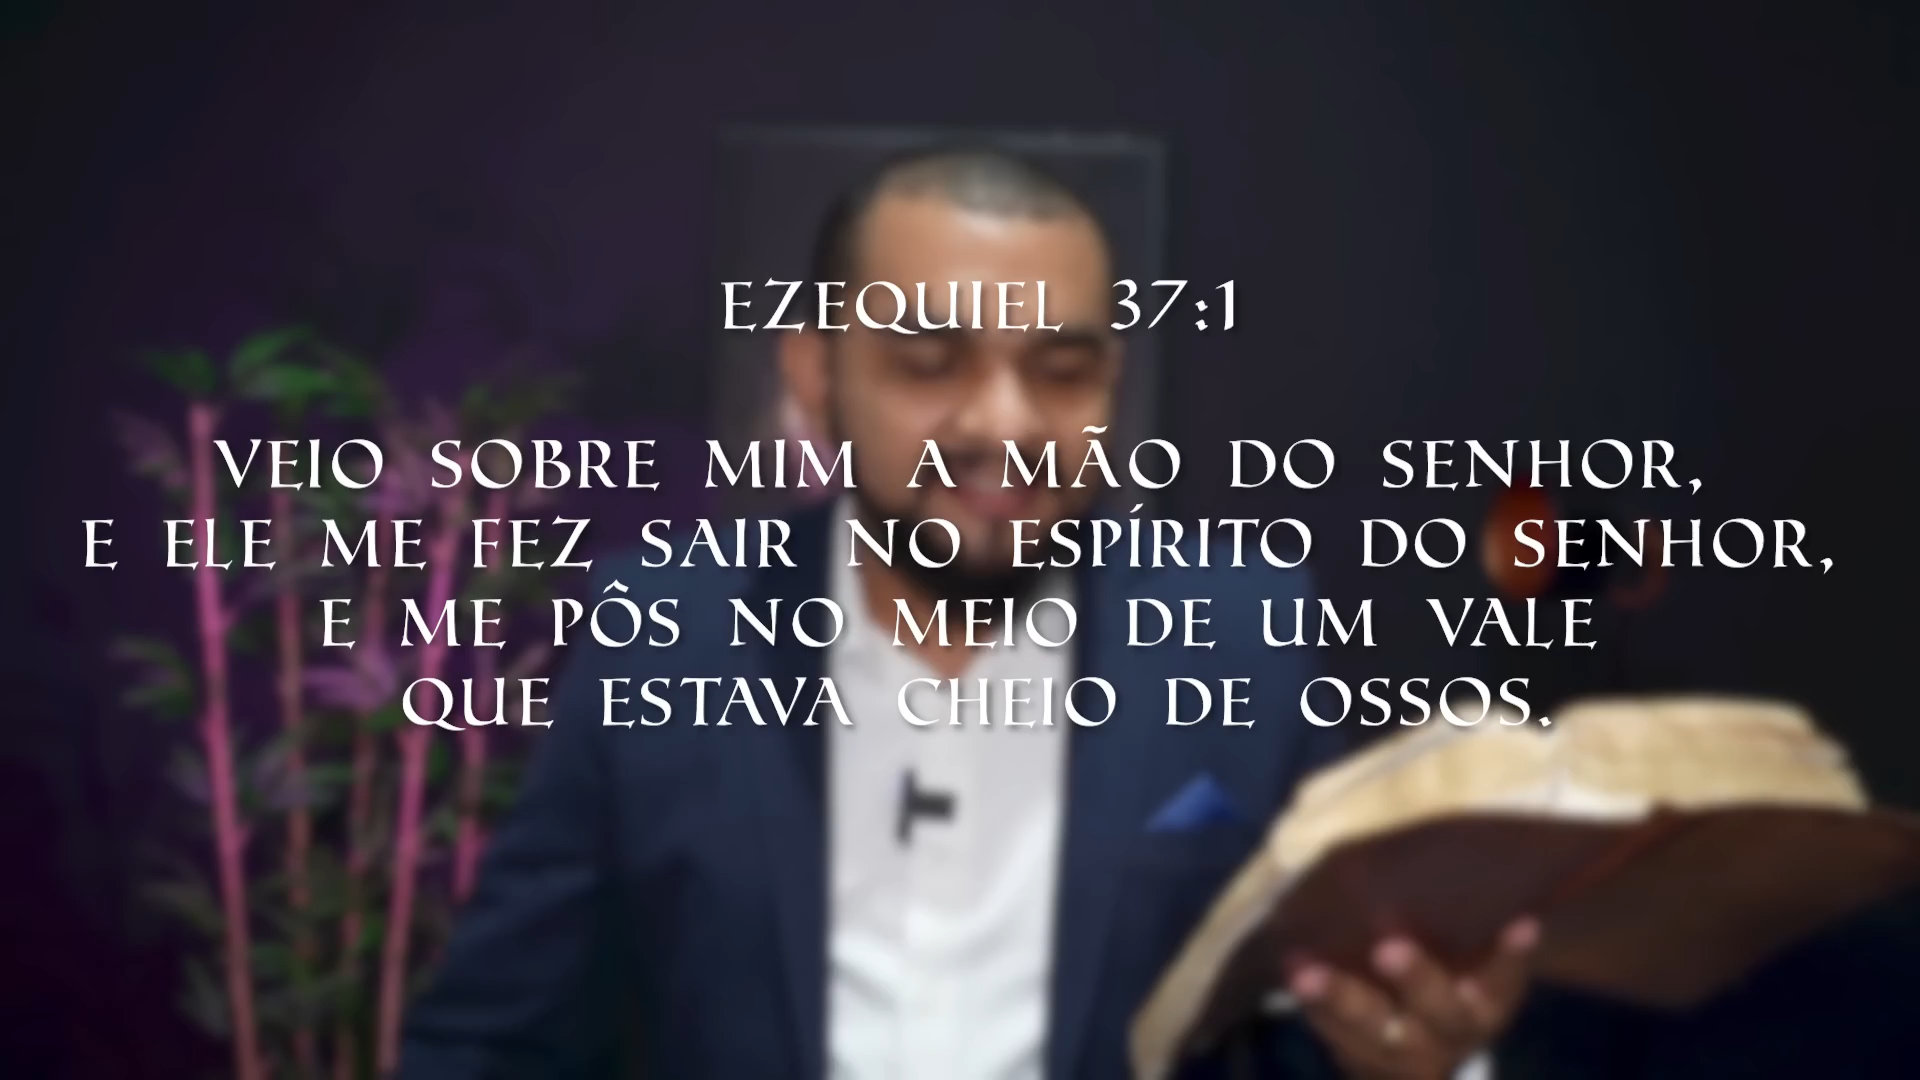 EZEQUIEL 37:1
VEIO SOBRE MIM A MÃO DO SENHOR,
E ELE ME FEZ SAIR NO ESPÍRITO DO SENHOR,
E ME PÔS NO MEIO DE UM VALE
QUE ESTAVA CHEIO DE OSSOS.